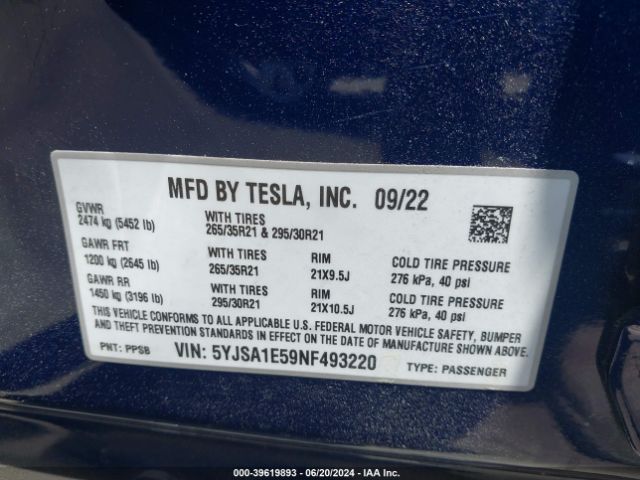 MFD BY TESLA, INC. 09/22
GVWR
2474 kg (5452 lb)
WITH TIRES
265/35R21 & 295/30R21
GAWR FRT
1200 kg (2645 lb)
WITH TIRES
265/35R21
RIM
21X9.5J
COLD TIRE PRESSURE
276 kPa, 40 psi
GAWR RR
1450 kg (3196 lb)
WITH TIRES
295/30R21
RIM
21X10.5J
COLD TIRE PRESSURE
276 kPa, 40 psi
THIS VEHICLE CONFORMS TO ALL APPLICABLE U.S. FEDERAL MOTOR VEHICLE SAFETY, BUMPER
AND THEFT PREVENTION STANDARDS IN EFFECT ON THE DATE OF MANUFACTURE SHOWN ABOVE.
PNT: PPSB VIN: 5YJSA1E59NF493220 TYPE: PASSENGER
000-39619893 - 06/20/2024 - IAA Inc.